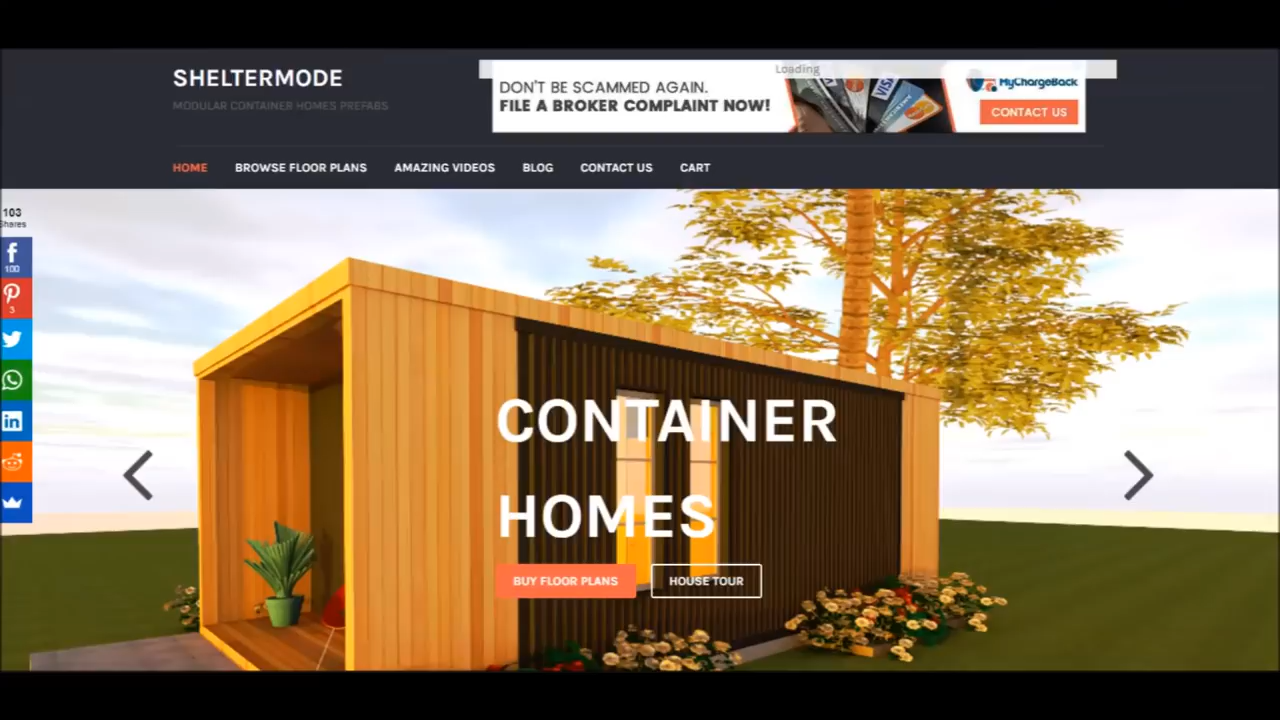 SHELTERMODE
MODULAR CONTAINER HOMES PREFABS
Loading
DON'T BE SCAMMED AGAIN.
FILE A BROKER COMPLAINT NOW!
VISA
MyChargeBack
CONTACT US
HOME
BROWSE FLOOR PLANS
AMAZING VIDEOS
BLOG
CONTACT US
CART
103
Shares
100
3
CONTAINER
HOMES
BUY FLOOR PLANS
HOUSE TOUR